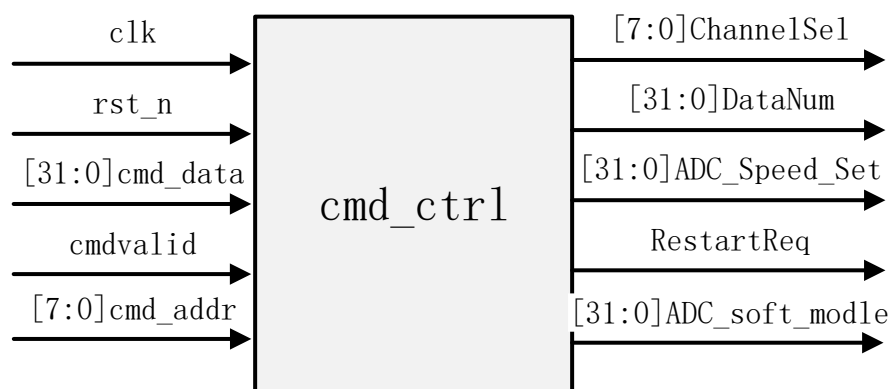 clk
rst_n
[31:0]cmd_data
cmdvalid
[7:0]cmd_addr
cmd_ctrl
[7:0]ChannelSel
[31:0]DataNum
[31:0]ADC_Speed_Set
RestartReq
[31:0]ADC_soft_modle